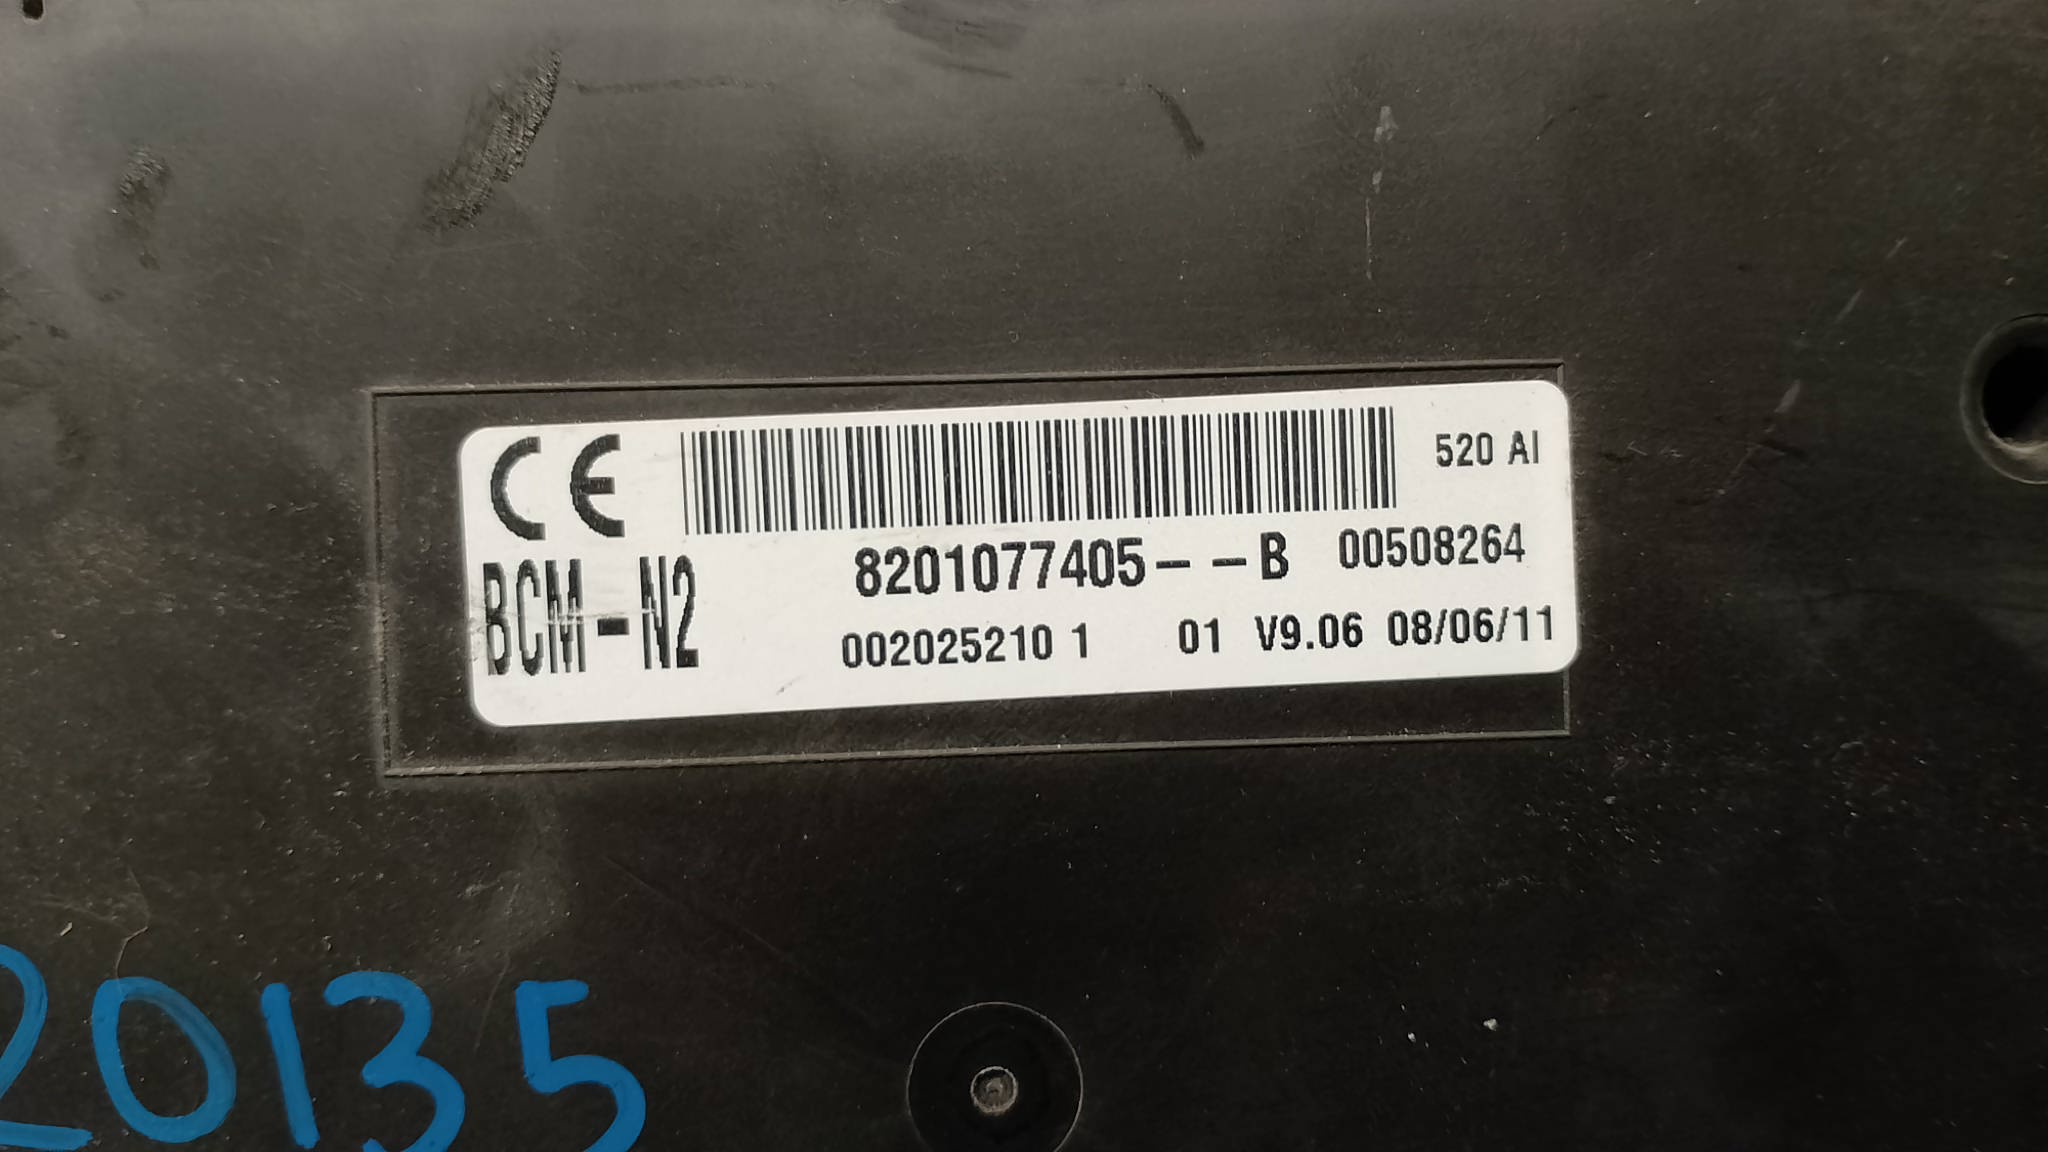 CE 520 AI
BCM-N2 8201077405--B 00508264
002025210 1 01 V9.06 08/06/11
20135